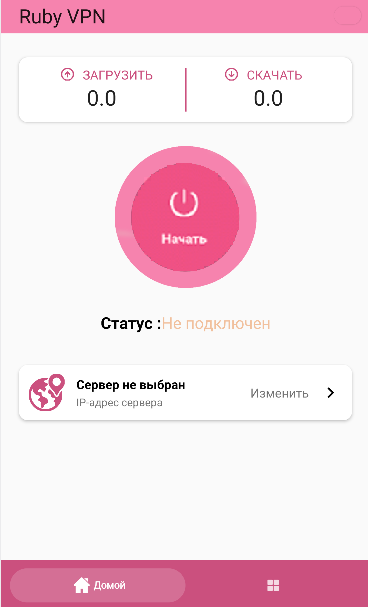 Ruby VPN
ЗАГРУЗИТЬ
СКАЧАТЬ
0.0
0.0
Начать
Статус :Не подключен
Сервер не выбран
IP-адрес сервера
Изменить
Домой